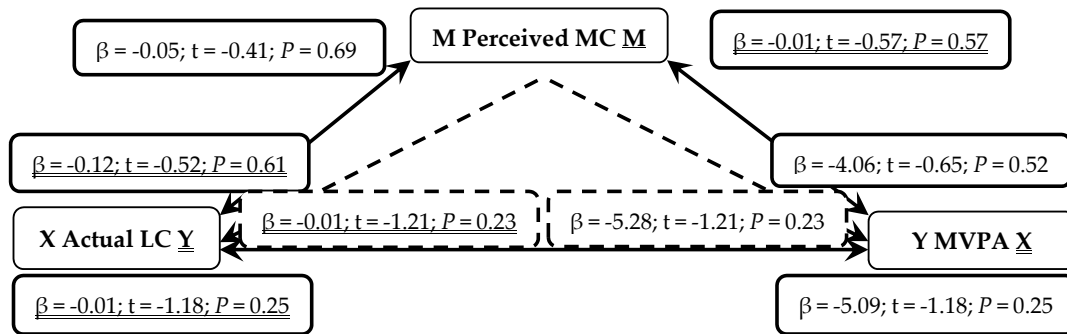 β = -0.05; t = -0.41; P = 0.69
M Perceived MC M
β = -0.01; t = -0.57; P = 0.57
β = -0.12; t = -0.52; P = 0.61
β = -4.06; t = -0.65; P = 0.52
X Actual LC Y
β = -0.01; t = -1.21; P = 0.23
β = -5.28; t = -1.21; P = 0.23
Y MVPA X
β = -0.01; t = -1.18; P = 0.25
β = -5.09; t = -1.18; P = 0.25